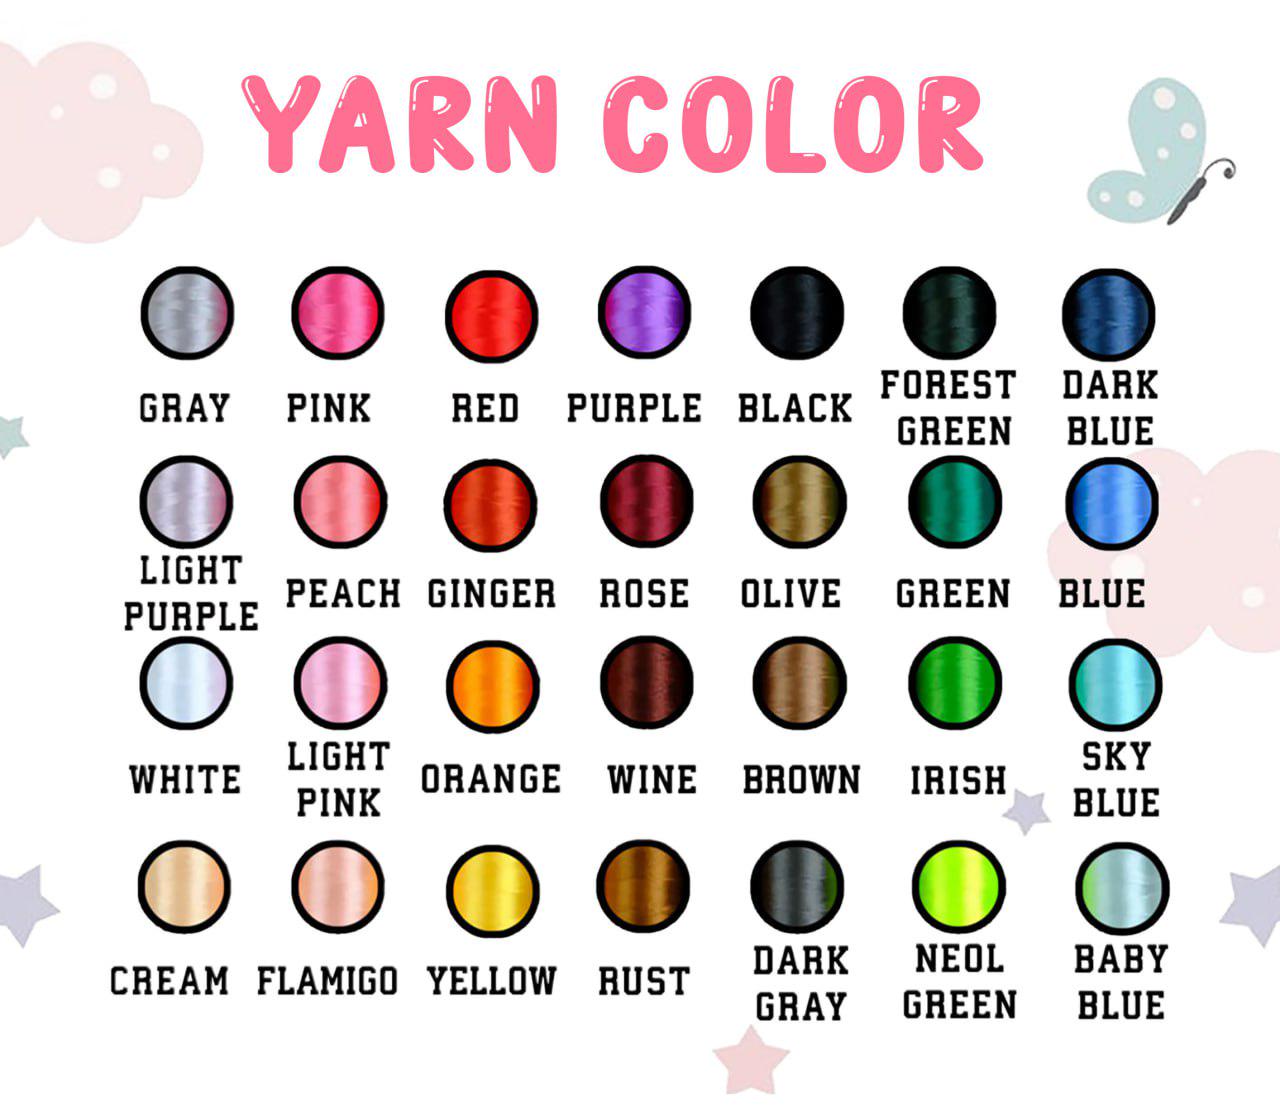 YARN COLOR
GRAY PINK RED PURPLE BLACK FOREST GREEN DARK BLUE
LIGHT PURPLE PEACH GINGER ROSE OLIVE GREEN BLUE
WHITE LIGHT PINK ORANGE WINE BROWN IRISH SKY BLUE
CREAM FLAMIGO YELLOW RUST DARK GRAY NEOL GREEN BABY BLUE